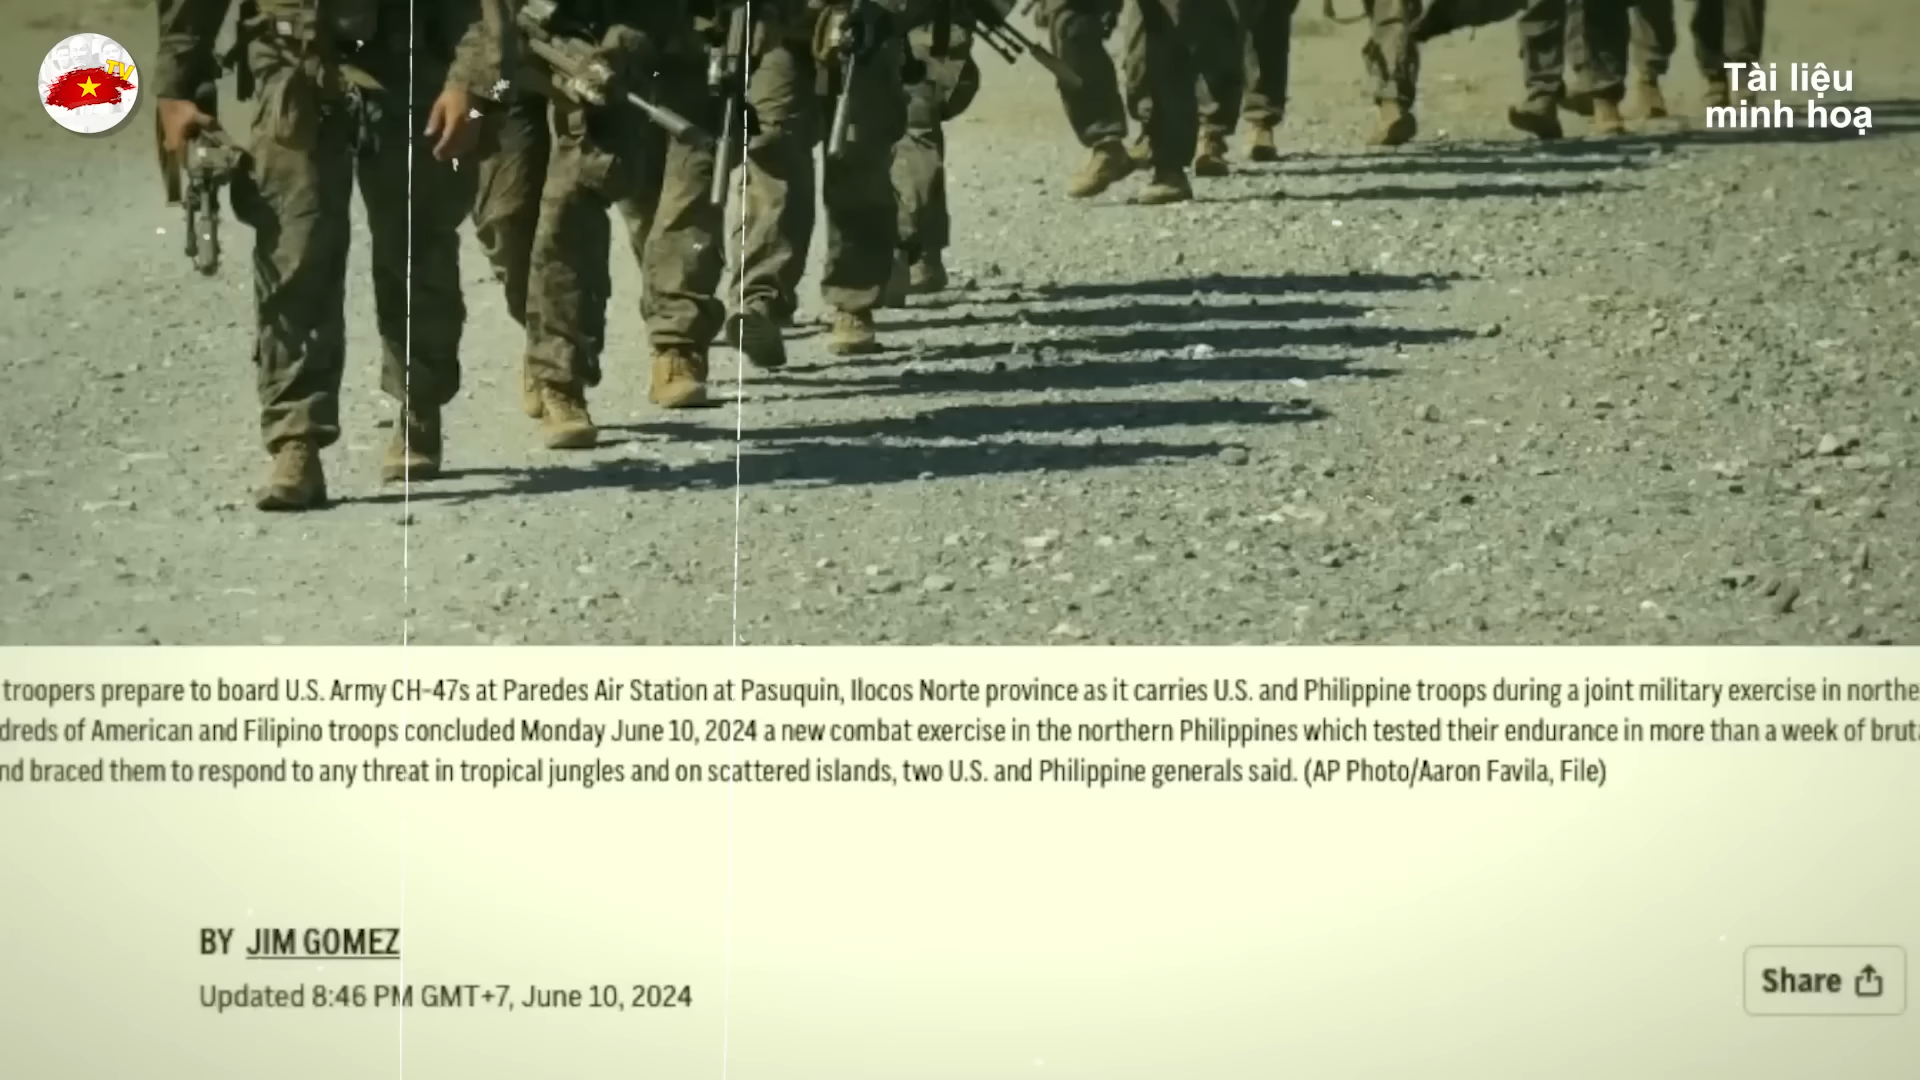 TV
Tài liệu
minh hoạ
troopers prepare to board U.S. Army CH-47s at Paredes Air Station at Pasuquin, Ilocos Norte province as it carries U.S. and Philippine troops during a joint military exercise in northe
dreds of American and Filipino troops concluded Monday June 10, 2024 a new combat exercise in the northern Philippines which tested their endurance in more than a week of brut
nd braced them to respond to any threat in tropical jungles and on scattered islands, two U.S. and Philippine generals said. (AP Photo/Aaron Favila, File)
BY JIM GOMEZ
Updated 8:46 PM GMT+7, June 10, 2024
Share